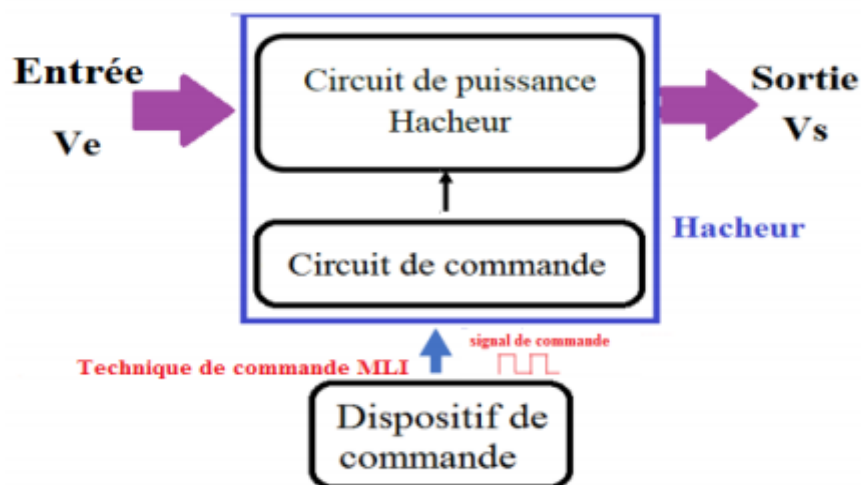 Entrée
Ve
Circuit de puissance
Hacheur
Sortie
Vs
Hacheur
Circuit de commande
signal de commande
Technique de commande MLI
Dispositif de
commande